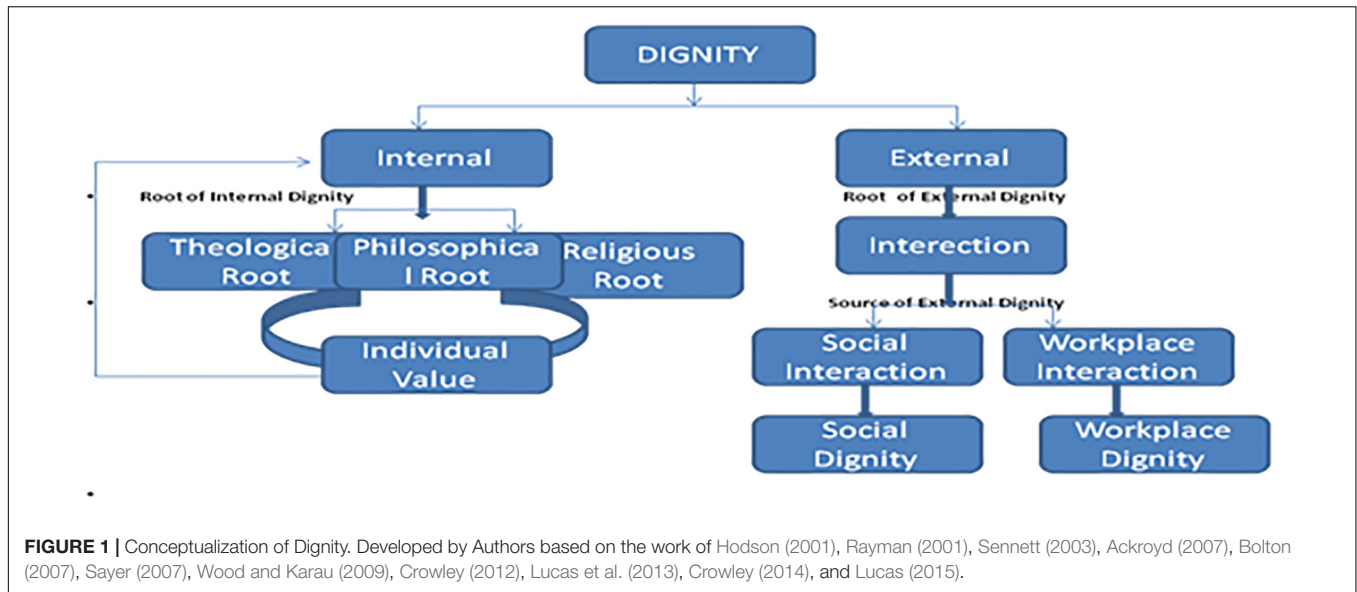 DIGNITY
Internal
External
Root of Internal Dignity
Root of External Dignity
Theologica
Root
Philosophica
l Root
Religious
Root
Interection
Source of External Dignity
Individual
Value
Social
Interaction
Workplace
Interaction
Social
Dignity
Workplace
Dignity
FIGURE 1 | Conceptualization of Dignity. Developed by Authors based on the work of Hodson (2001), Rayman (2001), Sennett (2003), Ackroyd (2007), Bolton
(2007), Sayer (2007), Wood and Karau (2009), Crowley (2012), Lucas et al. (2013), Crowley (2014), and Lucas (2015).